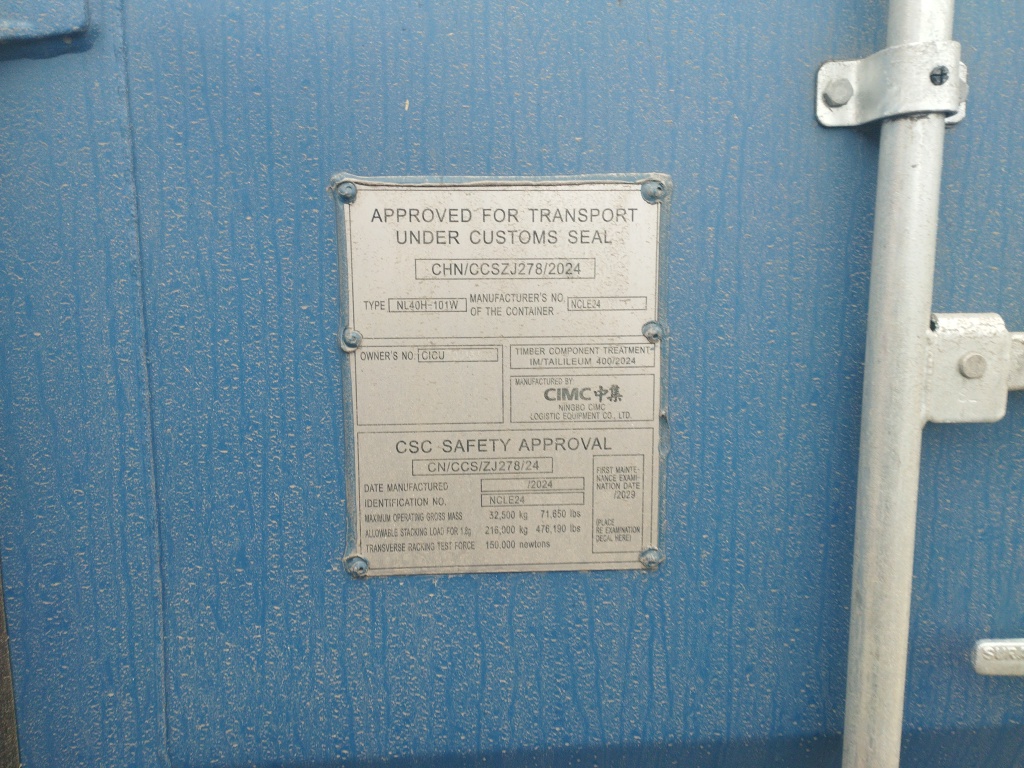 APPROVED FOR TRANSPORT
UNDER CUSTOMS SEAL
CHN/CCSZJ278/2024
TYPE NL40H-101W MANUFACTURER'S NO. OF THE CONTAINER
OWNER'S NO. CICU
TIMBER COMPONENT TREATMENT
IM/TAILILEUM 400/2024
MANUFACTURED BY
CIMC中集
NINGBO CIMC
LOGISTIC EQUIPMENT CO., LTD.
CSC SAFETY APPROVAL
CN/CCS/ZJ278/24
DATE MANUFACTURED /2024
IDENTIFICATION NO. NCLE24
MAXIMUM OPERATING GROSS MASS 32,500 kg 71,650 lbs
ALLOWABLE STACKING LOAD FOR 1.8g 216,000 kg 476,190 lbs
TRANSVERSE RACKING TEST FORCE 150,000 newtons
FIRST MAINTE-
NANCE EXAMI-
NATION DATE
/2029
(PLACE
RE EXAMINATION
DECAL HERE)